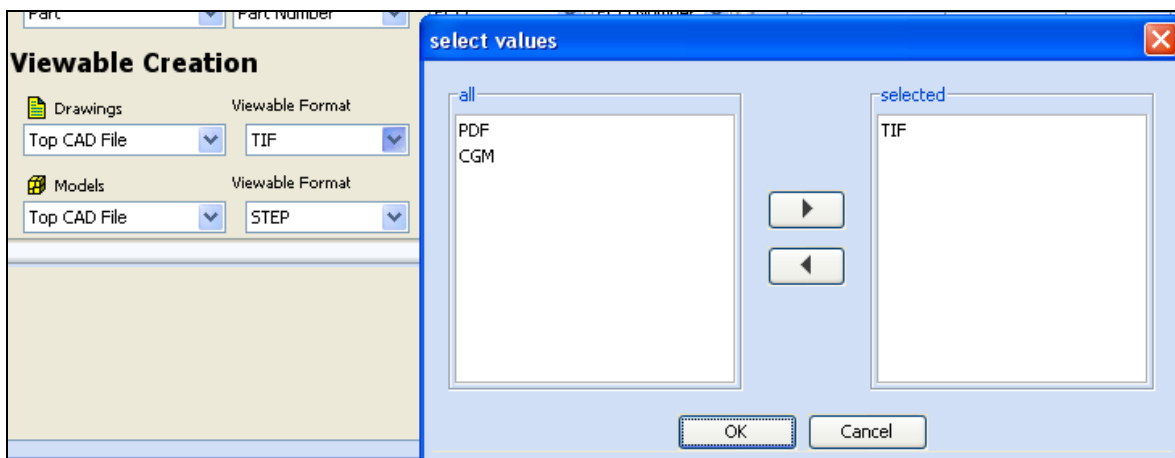 Part
Part Number
Viewable Creation
Drawings
Viewable Format
Top CAD File
TIF
Models
Viewable Format
Top CAD File
STEP
select values
all
PDF
CGM
selected
TIF
OK
Cancel